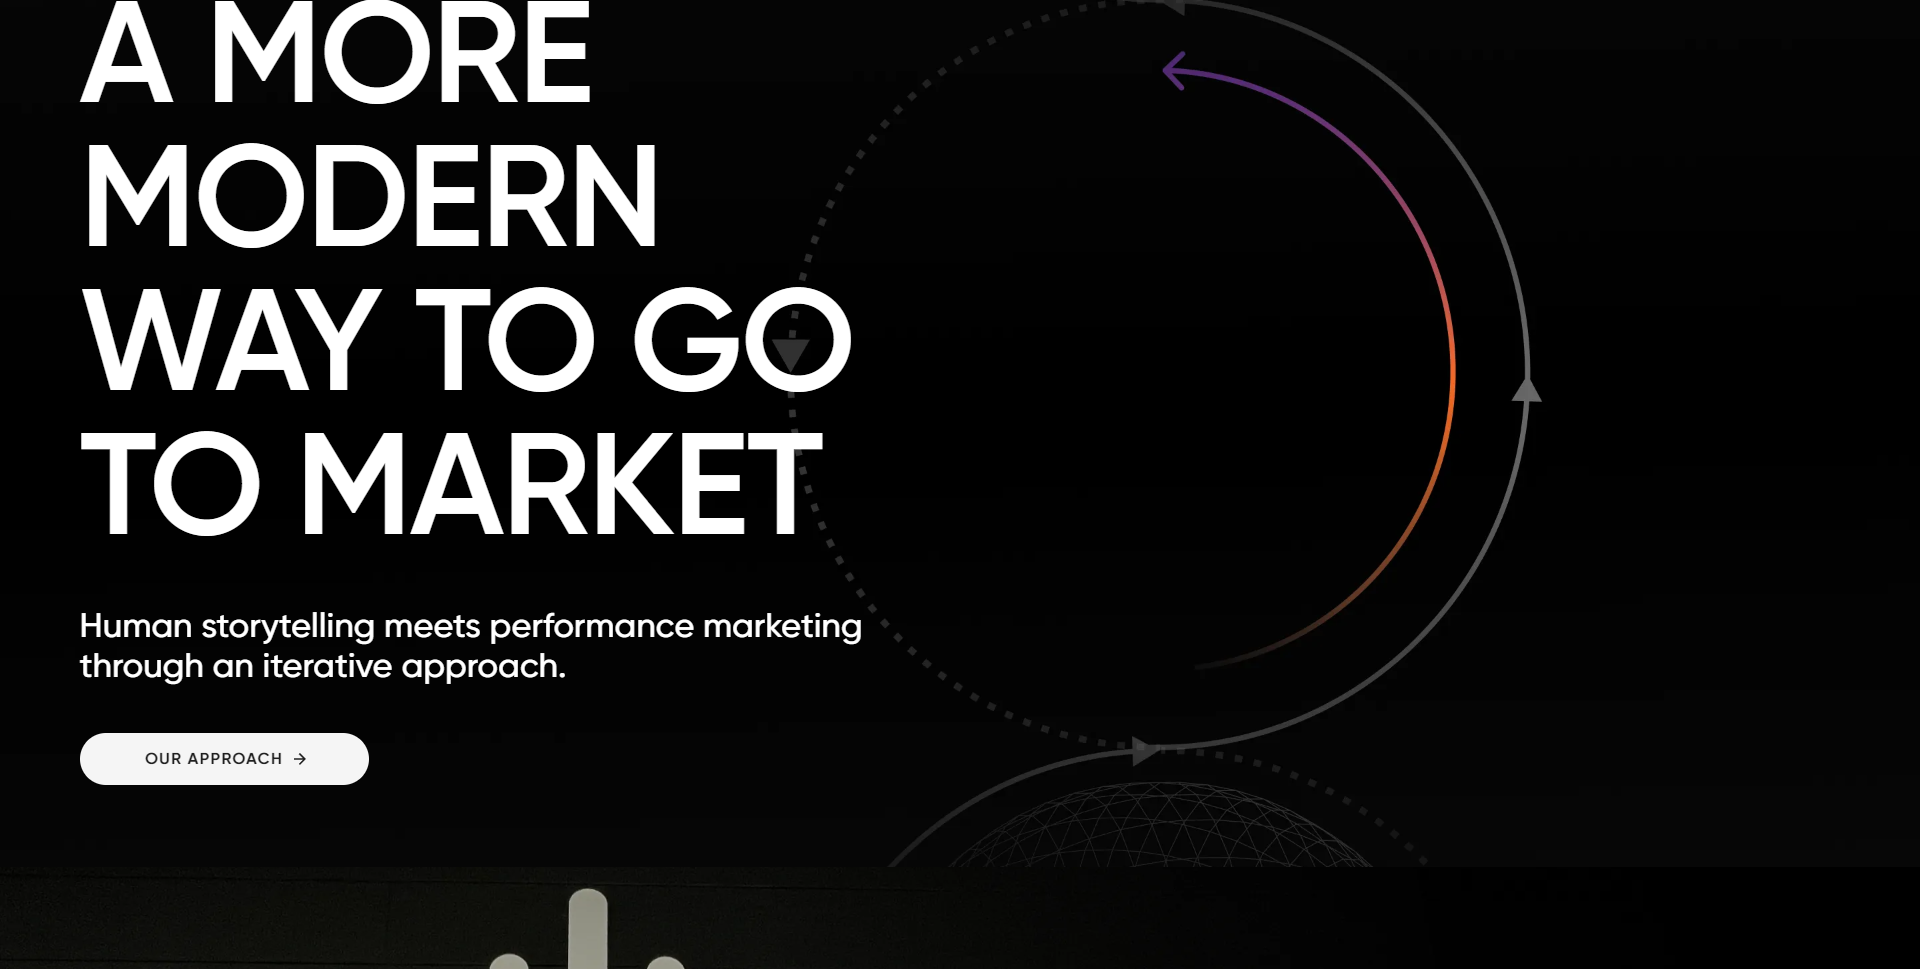 A MORE
MODERN
WAY TO GO
TO MARKET
Human storytelling meets performance marketing
through an iterative approach.
OUR APPROACH →